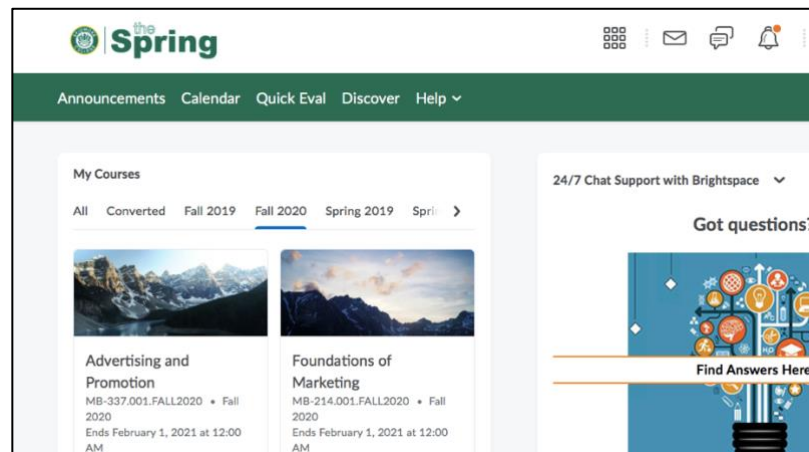 the
Spring
Announcements Calendar Quick Eval Discover Help
My Courses
All Converted Fall 2019 Fall 2020 Spring 2019 Spri
Advertising and
Promotion
MB-337.001.FALL2020 • Fall
2020
Ends February 1, 2021 at 12:00
AM
Foundations of
Marketing
MB-214.001.FALL2020 • Fall
2020
Ends February 1, 2021 at 12:00
AM
24/7 Chat Support with Brightspace
Got questions?
Find Answers Here